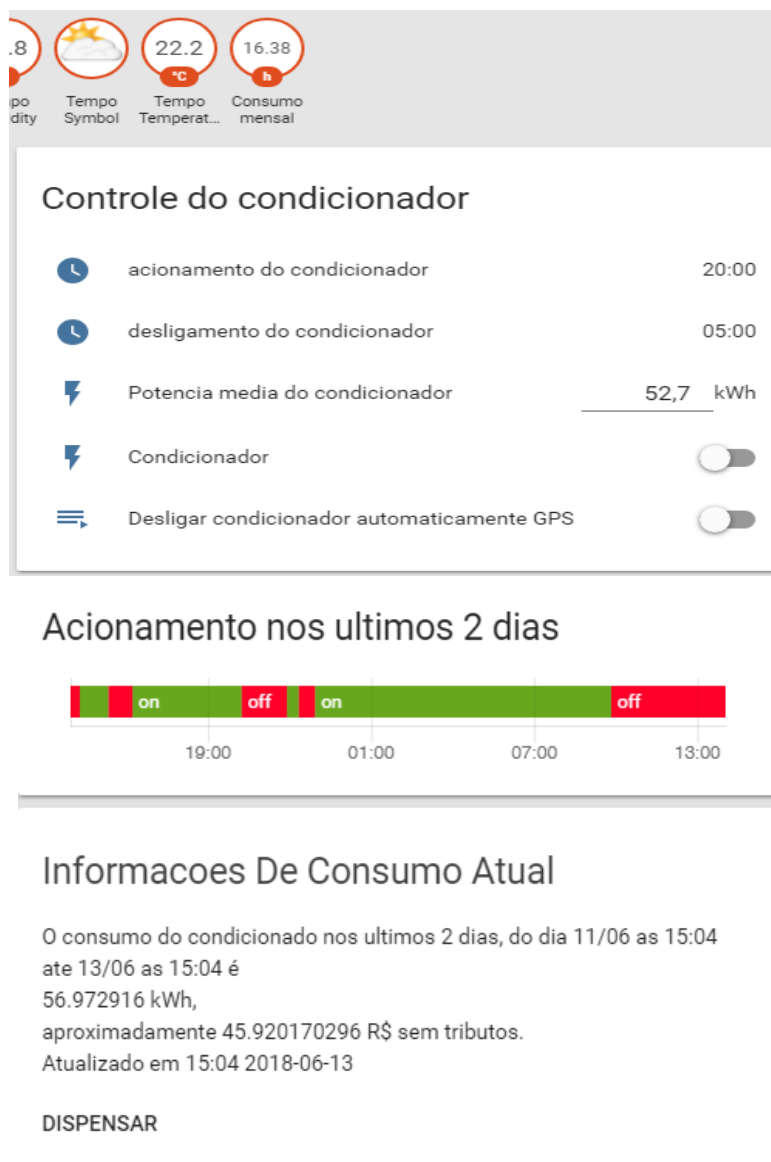 .8 22.2 16.38
C °C h
po Tempo Tempo Consumo
dity Symbol Temperat... mensal
Controle do condicionador
acionamento do condicionador 20:00
desligamento do condicionador 05:00
Potencia media do condicionador 52,7 kWh
Condicionador
Desligar condicionador automaticamente GPS
Acionamento nos ultimos 2 dias
on off on off
19:00 01:00 07:00 13:00
Informacoes De Consumo Atual
O consumo do condicionado nos ultimos 2 dias, do dia 11/06 as 15:04
ate 13/06 as 15:04 é
56.972916 kWh,
aproximadamente 45.920170296 R$ sem tributos.
Atualizado em 15:04 2018-06-13
DISPENSAR